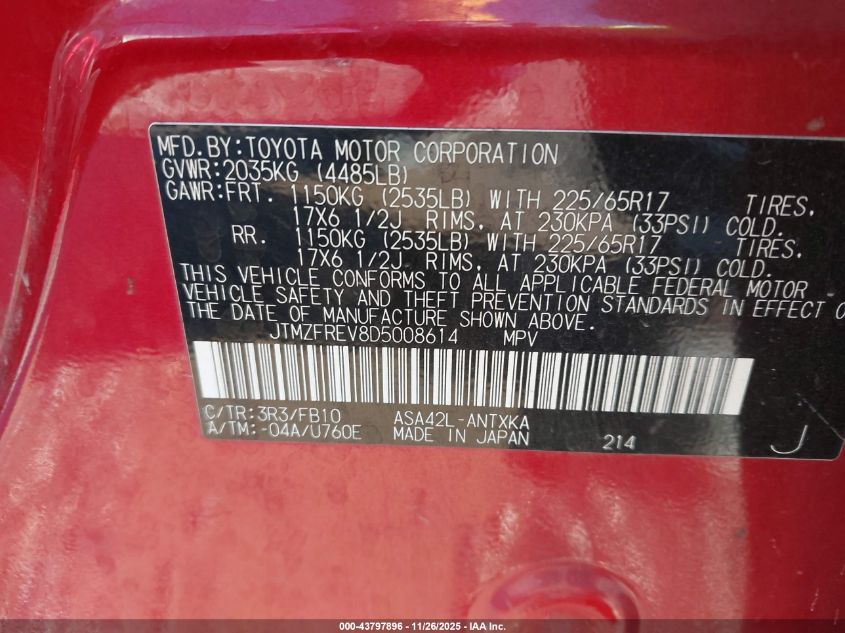 MFD.BY:TOYOTA MOTOR CORPORATION
GVWR:2035KG (4485LB)
GAWR:FRT. 1150KG (2535LB) WITH 225/65R17 TIRES,
17X6 1/2J RIMS, AT 230KPA (33PSI) COLD.
RR. 1150KG (2535LB) WITH 225/65R17 TIRES,
17X6 1/2J RIMS, AT 230KPA (33PSI) COLD.
THIS VEHICLE CONFORMS TO ALL APPLICABLE FEDERAL MOTOR
VEHICLE SAFETY AND THEFT PREVENTION STANDARDS IN EFFECT O
THE DATE OF MANUFACTURE SHOWN ABOVE.
JTMZFREV8D5008614 MPV
C/TR:3R3/FB10 ASA42L-ANTXKA
A/TM:-04A/U760E MADE IN JAPAN 214 J
000-43797896 - 11/26/2025 - IAA Inc.